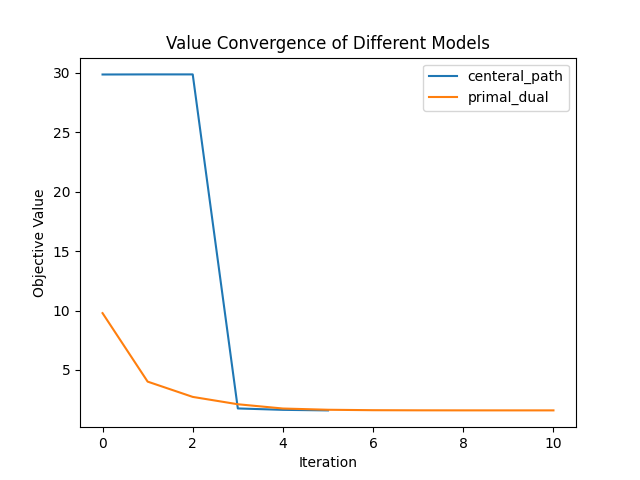 Value Convergence of Different Models
centeral_path
primal_dual
30
25
20
15
10
5
Objective Value
0
2
4
6
8
10
Iteration